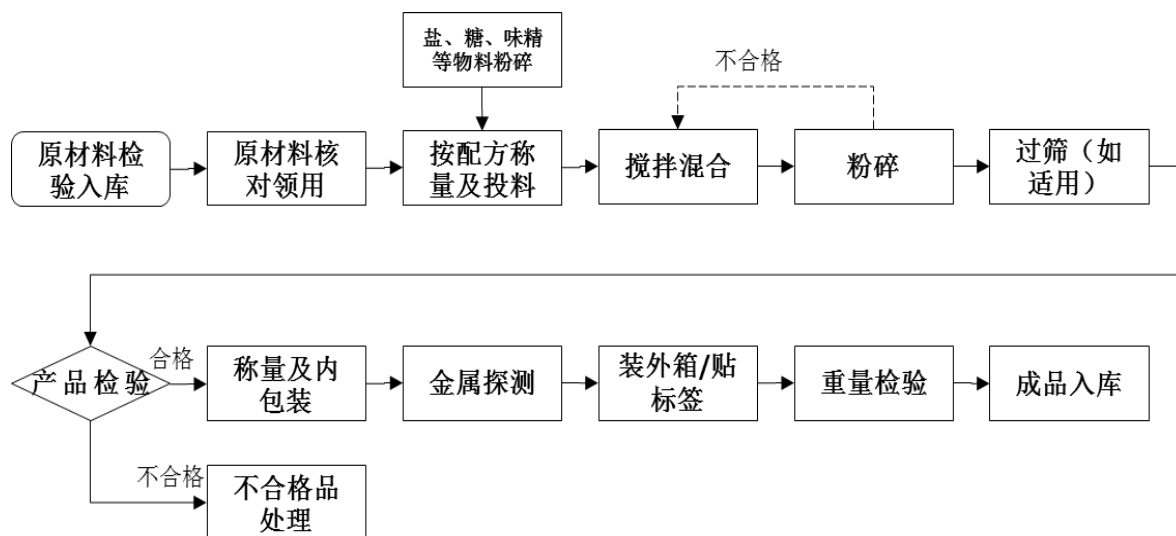 盐、糖、味精
等物料粉碎
不合格
原材料检
验入库
原材料核
对领用
按配方称
量及投料
搅拌混合
粉碎
过筛（如
适用）
产品检验
合格
称量及内
包装
金属探测
装外箱/贴
标签
重量检验
成品入库
不合格
不合格品
处理